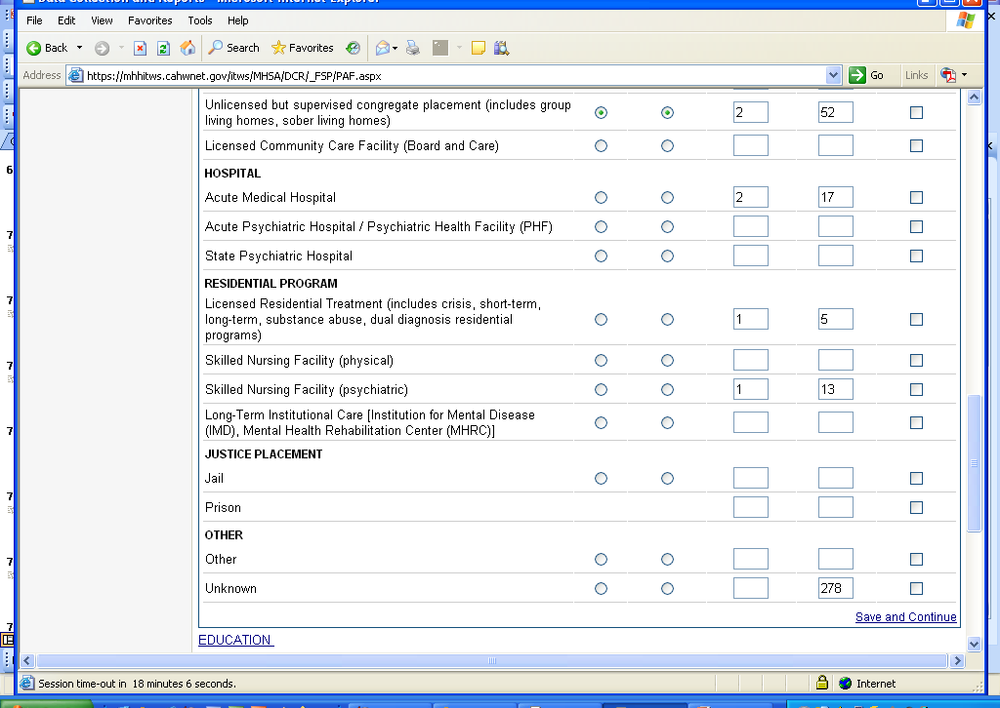 File Edit View Favorites Tools Help
Back Search Favorites
Address https://mhhitws.cahwnet.gov/itws/MHSA/DCR/_FSP/PAF.aspx Go Links
Unlicensed but supervised congregate placement (includes group
living homes, sober living homes) 2 52
Licensed Community Care Facility (Board and Care)
HOSPITAL
Acute Medical Hospital 2 17
Acute Psychiatric Hospital / Psychiatric Health Facility (PHF)
State Psychiatric Hospital
RESIDENTIAL PROGRAM
Licensed Residential Treatment (includes crisis, short-term,
long-term, substance abuse, dual diagnosis residential
programs) 1 5
Skilled Nursing Facility (physical)
Skilled Nursing Facility (psychiatric) 1 13
Long-Term Institutional Care [Institution for Mental Disease
(IMD), Mental Health Rehabilitation Center (MHRC)]
JUSTICE PLACEMENT
Jail
Prison
OTHER
Other
Unknown 278
Save and Continue
EDUCATION
Session time-out in 18 minutes 6 seconds. Internet